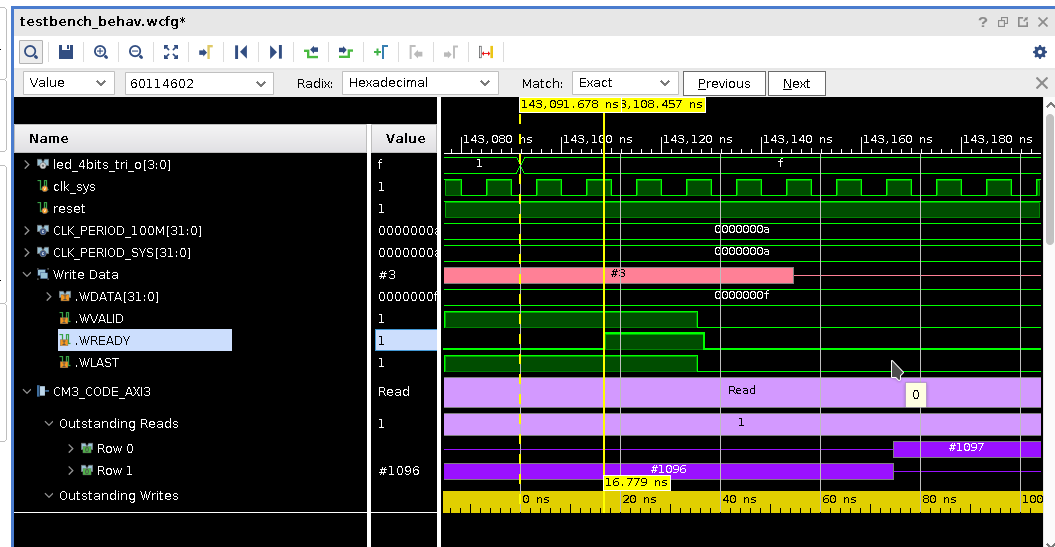 testbench_behav.wcfg*
Value 60114602 Radix: Hexadecimal Match: Exact Previous Next
143,091.678 ns 3,108.457 ns
Name Value
143,080 ns 143,100 ns 143,120 ns 143,140 ns 143,160 ns 143,180 ns
led_4bits_tri_o[3:0] f 1 f
clk_sys 1
reset 1
CLK_PERIOD_100M[31:0] 0000000a 0000000a
CLK_PERIOD_SYS[31:0] 0000000a 0000000a
Write Data #3 #3
.WDATA[31:0] 0000000f 0000000f
.WVALID 1
.WREADY 1
.WLAST 1
CM3_CODE_AXI3 Read Read
0
Outstanding Reads 1 1
Row 0 #1097
Row 1 #1096 #1096
16.779 ns
Outstanding Writes
0 ns 20 ns 40 ns 60 ns 80 ns 100